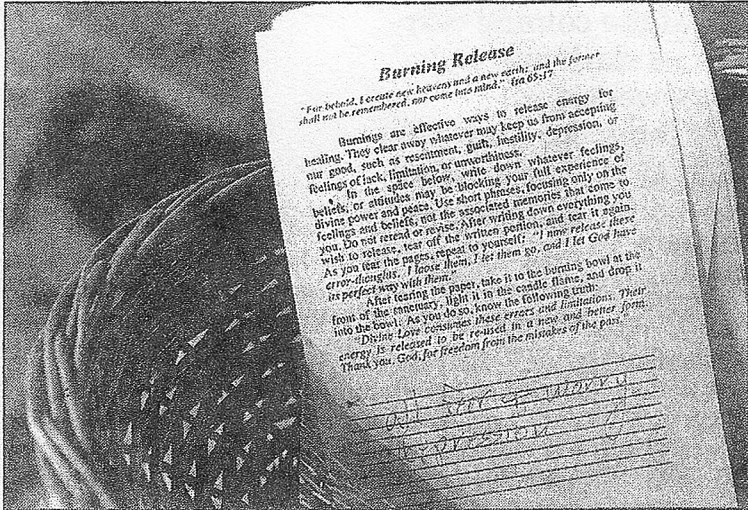 Burning Release
"For behold, I create new heavens and a new earth; and the former
shall not be remembered, nor come into mind." Isa 65:17
Burnings are effective ways to release energy for
healing. They clear away whatever may keep us from accepting
our good, such as resentment, guilt, hostility, depression, or
feelings of lack, limitation, or unworthiness.
In the space below, write down whatever feelings,
beliefs, or attitudes may be blocking your full experience of
divine power and peace. Use short phrases, focusing only on the
feelings and beliefs, not the associated memories that come to
you. Do not reread or revise. After writing down everything you
wish to release, tear off the written portion, and tear it again.
As you tear the pages, repeat to yourself: "I now release these
error-thoughts. I loose them, I let them go, and I let God have
its perfect way with them."
After tearing the paper, take it to the burning bowl at the
front of the sanctuary, light it in the candle flame, and drop it
into the bowl. As you do so, know the following truth:
"Divine Love consumes these errors and limitations. Their
energy is released to be re-used in a new and better form.
Thank you, God, for freedom from the mistakes of the past."
all fear & worry
depression